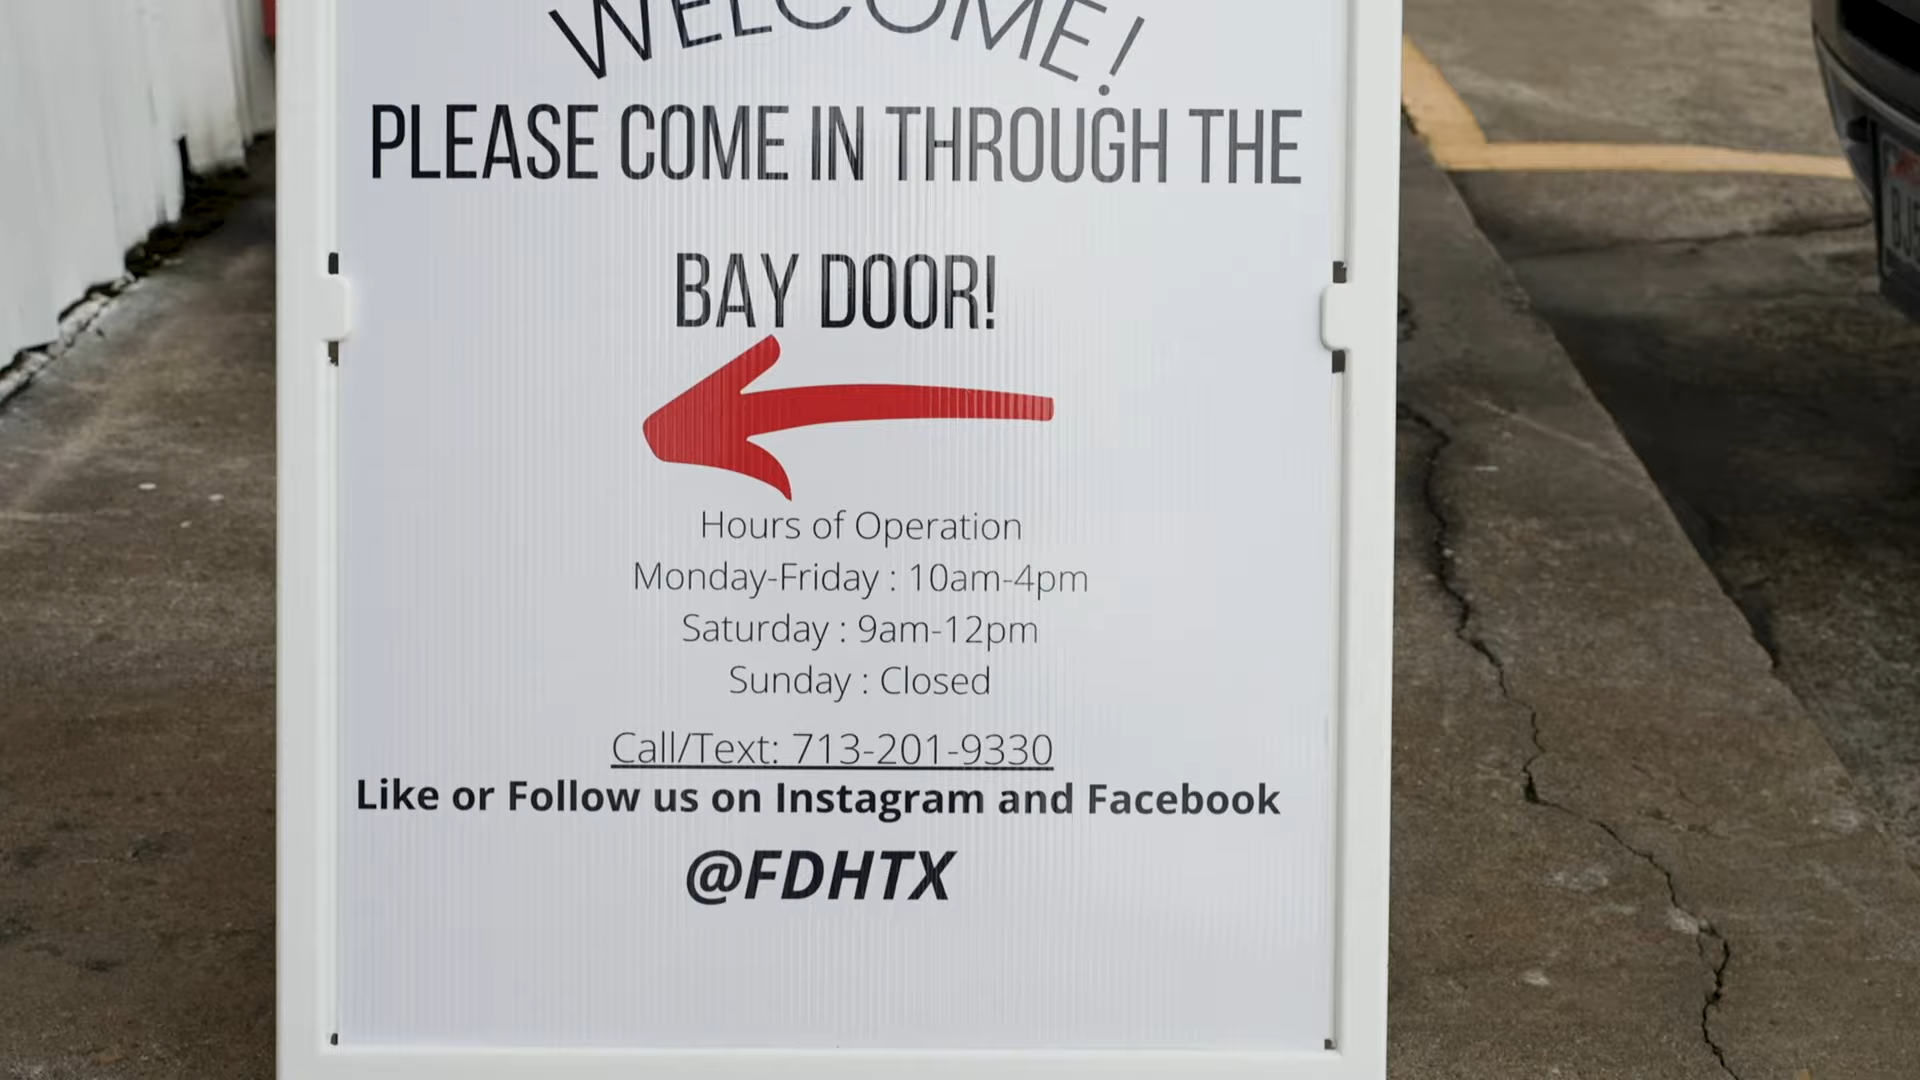 WELCOME!
PLEASE COME IN THROUGH THE
BAY DOOR!
Hours of Operation
Monday-Friday : 10am-4pm
Saturday : 9am-12pm
Sunday : Closed
Call/Text: 713-201-9330
Like or Follow us on Instagram and Facebook
@FDHTX